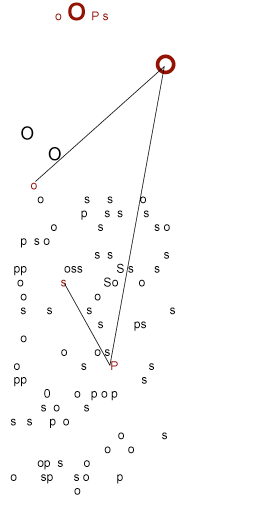 o O P s
O
O
O
o
o s s o
p s s s
o s s o
p s o
s s s
pp oss S s s
o s So o
o o
s s s s
s ps
o
o o s
o s P s
pp s
0 o p o p
s o s
s s p o
o s
o o
op s o
o sp s o p
o